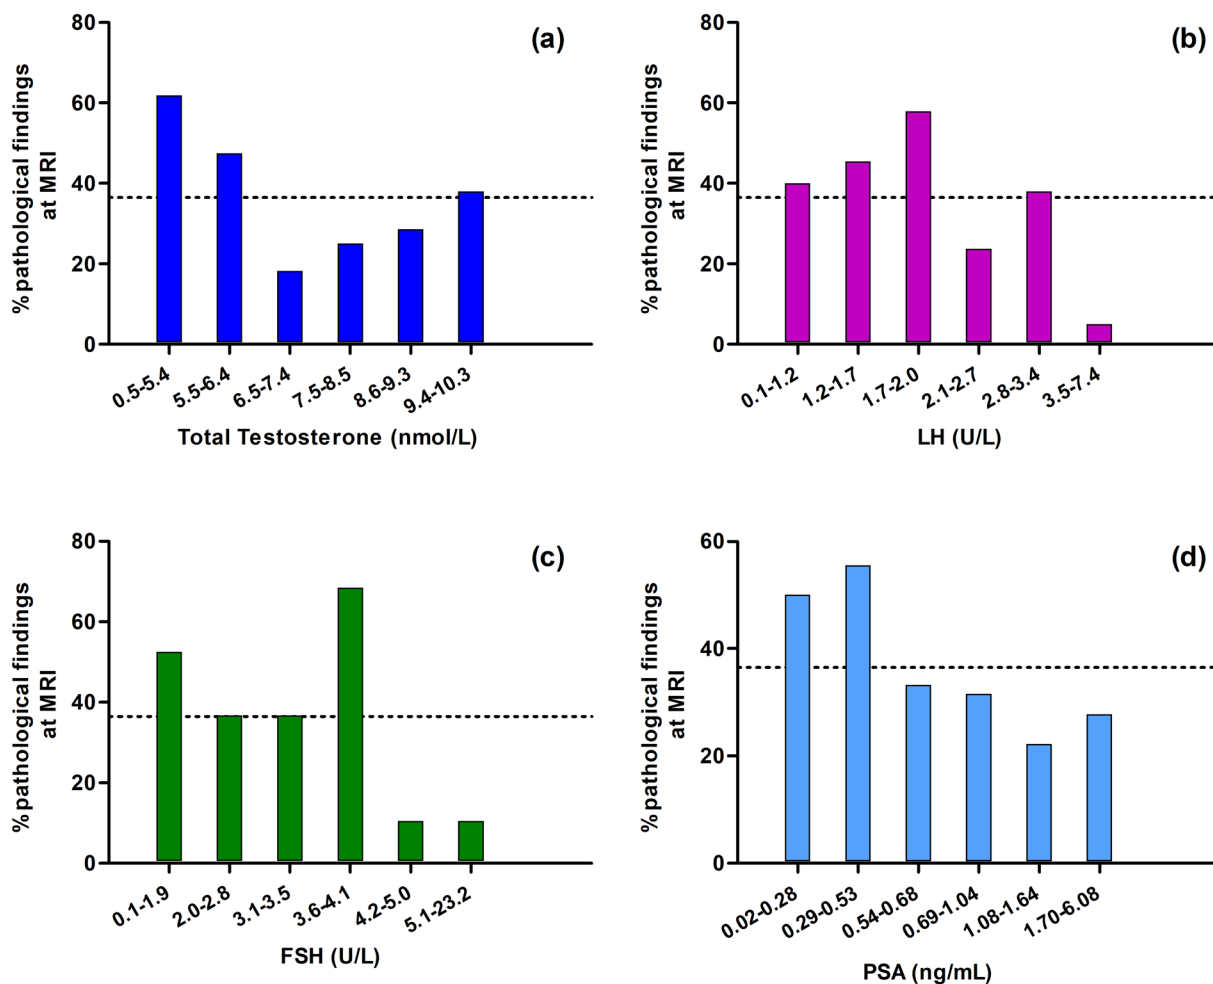 (a)
%pathological findings
at MRI
80
60
40
20
0
0.5-5.4
5.5-6.4
6.5-7.4
7.5-8.5
8.6-9.3
9.4-10.3
Total Testosterone (nmol/L)
(b)
%pathological findings
at MRI
80
60
40
20
0
0.1-1.2
1.2-1.7
1.7-2.0
2.1-2.7
2.8-3.4
3.5-7.4
LH (U/L)
(c)
%pathological findings
at MRI
80
60
40
20
0
0.1-1.9
2.0-2.8
3.1-3.5
3.6-4.1
4.2-5.0
5.1-23.2
FSH (U/L)
(d)
%pathological findings
at MRI
60
40
20
0
0.02-0.28
0.29-0.53
0.54-0.68
0.69-1.04
1.08-1.64
1.70-6.08
PSA (ng/mL)